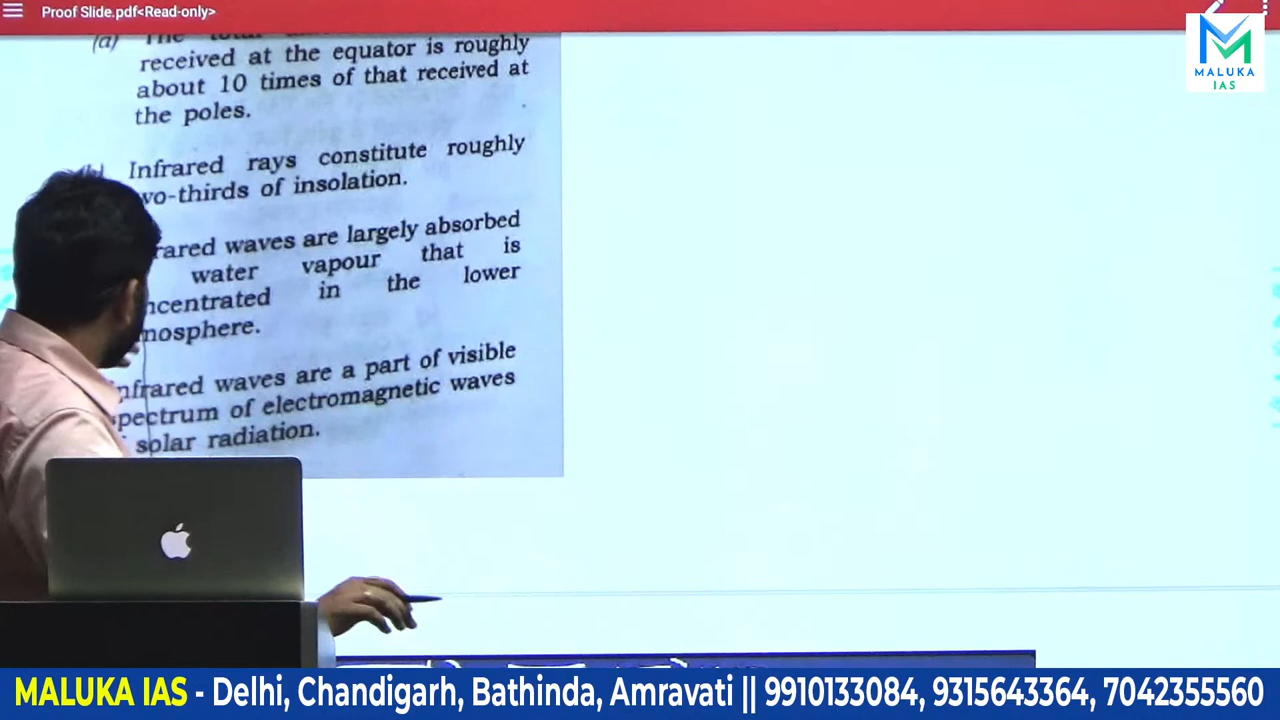 Proof Slide.pdf<Read-only>
MALUKA
IAS
(a) The total
received at the equator is roughly
about 10 times of that received at
the poles.
Infrared rays constitute roughly
wo-thirds of insolation.
rared waves are largely absorbed
water vapour that is
ncentrated in the lower
mosphere.
nfrared waves are a part of visible
pectrum of electromagnetic waves
solar radiation.
MALUKA IAS - Delhi, Chandigarh, Bathinda, Amravati || 9910133084, 9315643364, 7042355560